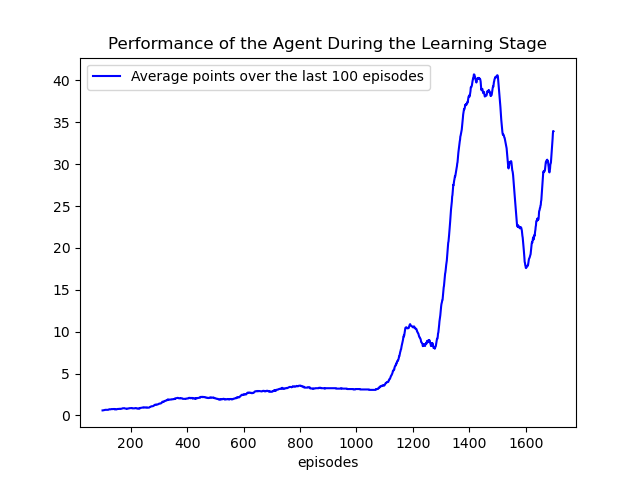 Performance of the Agent During the Learning Stage
Average points over the last 100 episodes
40
35
30
25
20
15
10
5
0
200 400 600 800 1000 1200 1400 1600
episodes